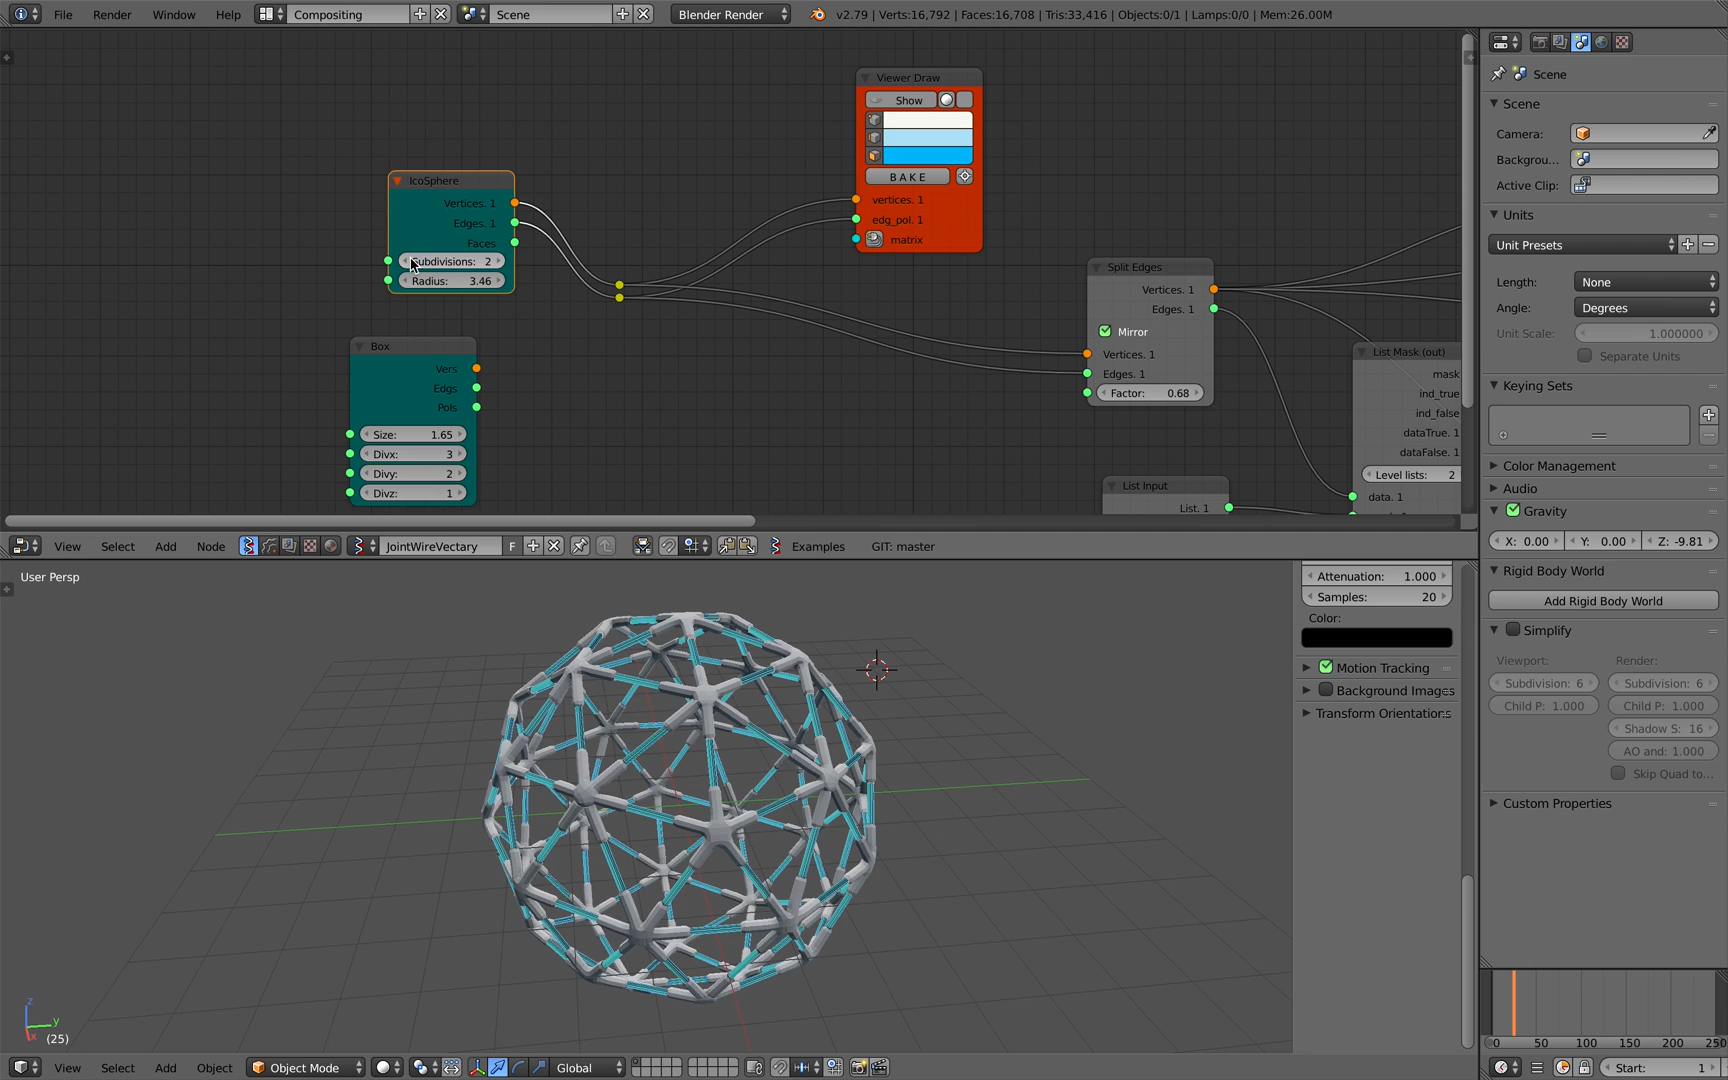 File Render Window Help Compositing Scene Blender Render v2.79 | Verts:16,792 | Faces:16,708 | Tris:33,416 | Objects:0/1 | Lamps:0/0 | Mem:26.00M
Viewer Draw
Show
BAKE
vertices. 1
edg_pol. 1
matrix
IcoSphere
Vertices. 1
Edges. 1
Faces
Subdivisions: 2
Radius: 3.46
Box
Vers
Edgs
Pols
Size: 1.65
Divx: 3
Divy: 2
Divz: 1
Split Edges
Vertices. 1
Edges. 1
Mirror
Vertices. 1
Edges. 1
Factor: 0.68
List Input
List. 1
List Mask (out)
mask
ind_true
ind_false
dataTrue. 1
dataFalse. 1
Level lists: 2
data. 1
View Select Add Node JointWireVectary F Examples GIT: master
User Persp
z
y
x
(25)
Attenuation: 1.000
Samples: 20
Color:
Motion Tracking
Background Images
Transform Orientations
View Select Add Object Object Mode Global
Scene
Scene
Camera:
Backgrou...
Active Clip:
Units
Unit Presets
Length: None
Angle: Degrees
Unit Scale: 1.000000
Separate Units
Keying Sets
Color Management
Audio
Gravity
X: 0.00 Y: 0.00 Z: -9.81
Rigid Body World
Add Rigid Body World
Simplify
Viewport: Render:
Subdivision: 6 Subdivision: 6
Child P: 1.000 Child P: 1.000
Shadow S: 16
AO and: 1.000
Skip Quad to...
Custom Properties
0 50 100 150 200 250
Start: 1